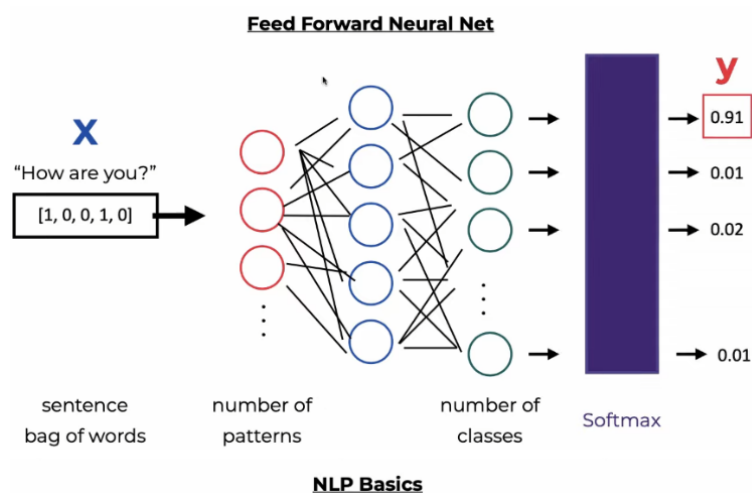 Feed Forward Neural Net
X
"How are you?"
[1, 0, 0, 1, 0]
y
0.91
0.01
0.02
0.01
sentence
bag of words
number of
patterns
number of
classes
Softmax
NLP Basics